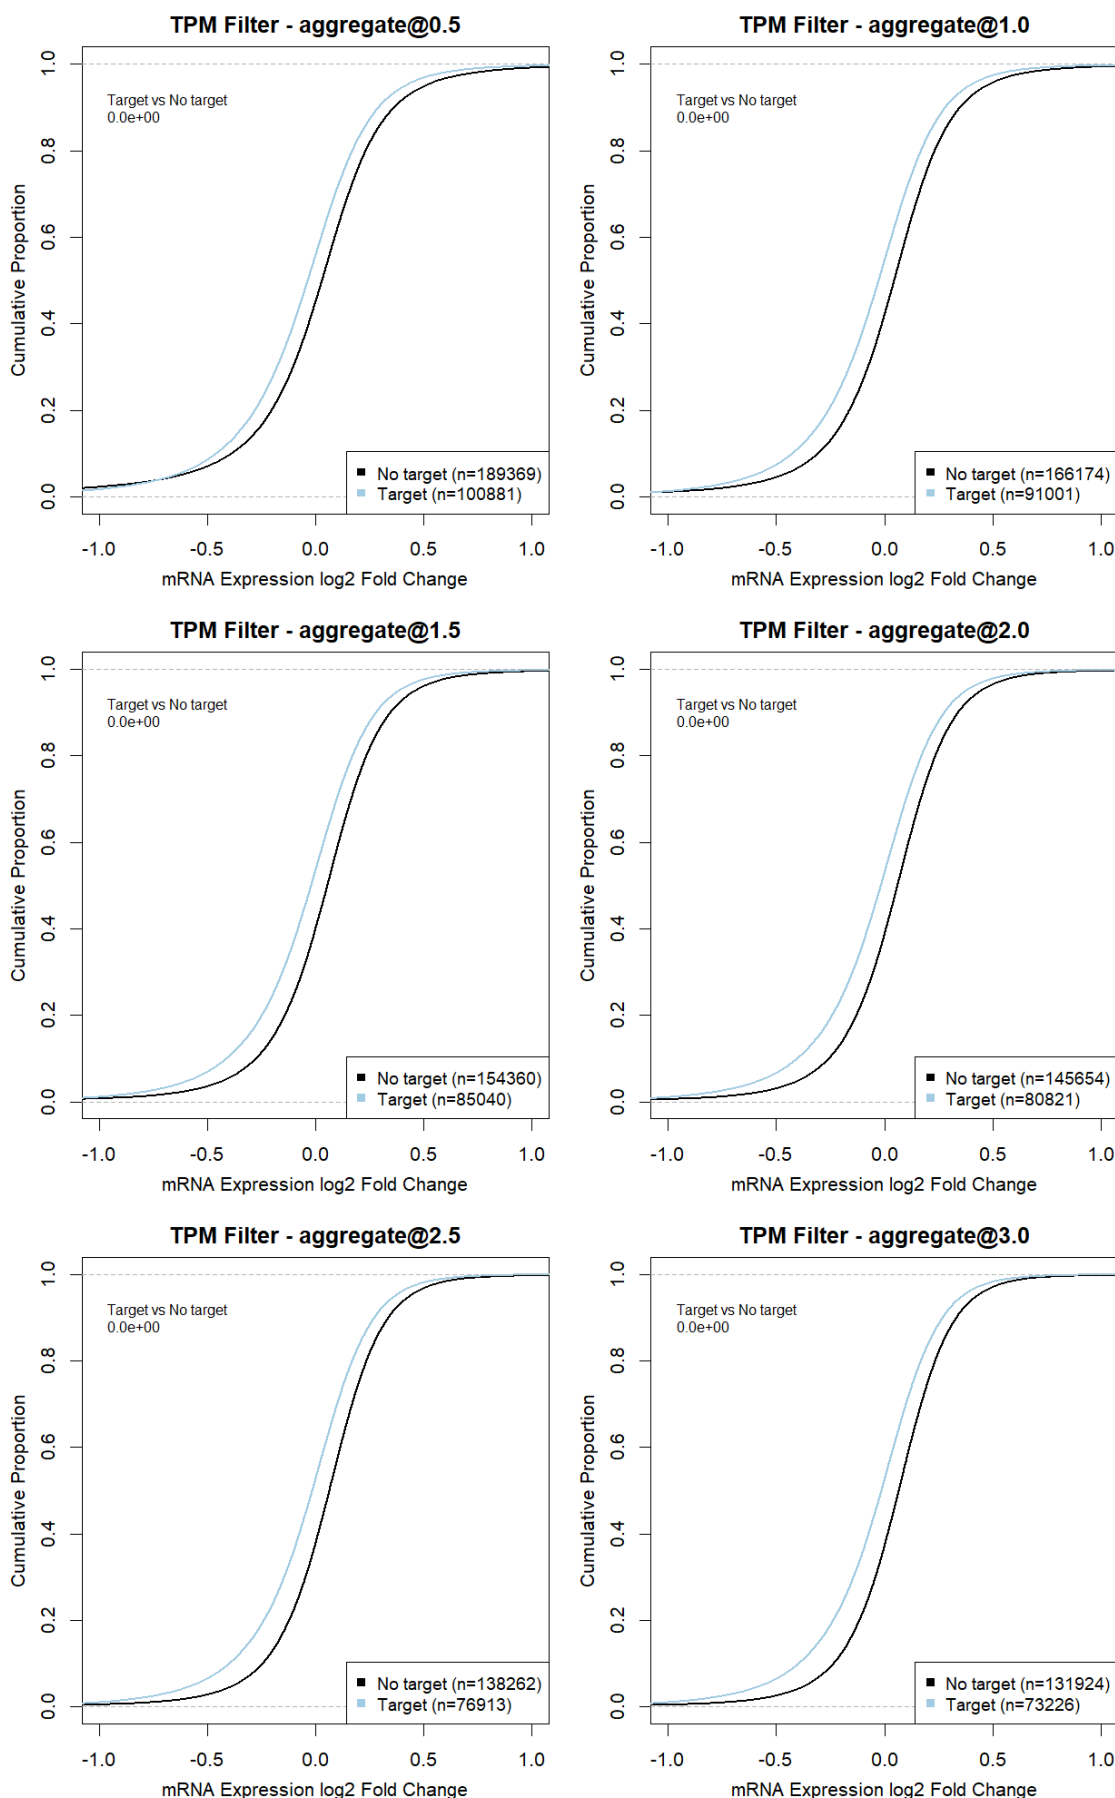 TPM Filter - aggregate@0.5
Target vs No target
0.0e+00
Cumulative Proportion
0.0
0.2
0.4
0.6
0.8
1.0
No target (n=189369)
Target (n=100881)
-1.0 -0.5 0.0 0.5 1.0
mRNA Expression log2 Fold Change
TPM Filter - aggregate@1.0
Target vs No target
0.0e+00
Cumulative Proportion
0.0
0.2
0.4
0.6
0.8
1.0
No target (n=166174)
Target (n=91001)
-1.0 -0.5 0.0 0.5 1.0
mRNA Expression log2 Fold Change
TPM Filter - aggregate@1.5
Target vs No target
0.0e+00
Cumulative Proportion
0.0
0.2
0.4
0.6
0.8
1.0
No target (n=154360)
Target (n=85040)
-1.0 -0.5 0.0 0.5 1.0
mRNA Expression log2 Fold Change
TPM Filter - aggregate@2.0
Target vs No target
0.0e+00
Cumulative Proportion
0.0
0.2
0.4
0.6
0.8
1.0
No target (n=145654)
Target (n=80821)
-1.0 -0.5 0.0 0.5 1.0
mRNA Expression log2 Fold Change
TPM Filter - aggregate@2.5
Target vs No target
0.0e+00
Cumulative Proportion
0.0
0.2
0.4
0.6
0.8
1.0
No target (n=138262)
Target (n=76913)
-1.0 -0.5 0.0 0.5 1.0
mRNA Expression log2 Fold Change
TPM Filter - aggregate@3.0
Target vs No target
0.0e+00
Cumulative Proportion
0.0
0.2
0.4
0.6
0.8
1.0
No target (n=131924)
Target (n=73226)
-1.0 -0.5 0.0 0.5 1.0
mRNA Expression log2 Fold Change